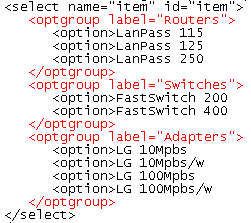 <select name="item" id="item">
<optgroup label="Routers">
<option>LanPass 115
<option>LanPass 125
<option>LanPass 250
</optgroup>
<optgroup label="Switches">
<option>FastSwitch 200
<option>FastSwitch 400
</optgroup>
<optgroup label="Adapters">
<option>LG 10Mpbs
<option>LG 10Mpbs/w
<option>LG 100Mpbs
<option>LG 100Mpbs/w
</optgroup>
</select>